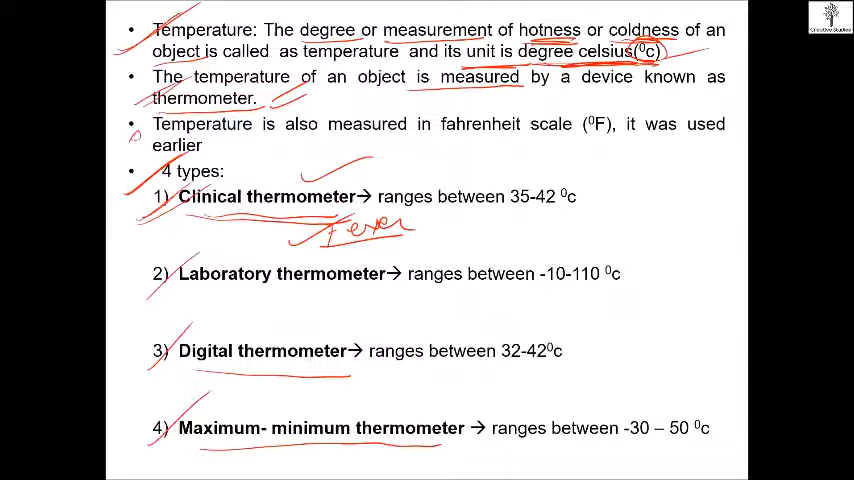 Creative Studies
• Temperature: The degree or measurement of hotness or coldness of an
object is called as temperature and its unit is degree celsius(⁰c)
• The temperature of an object is measured by a device known as
thermometer.
• Temperature is also measured in fahrenheit scale (⁰F), it was used
earlier
• 4 types:
1) Clinical thermometer→ ranges between 35-42 ⁰c
Fever
2) Laboratory thermometer→ ranges between -10-110 ⁰c
3) Digital thermometer→ ranges between 32-42⁰c
4) Maximum- minimum thermometer → ranges between -30 – 50 ⁰c